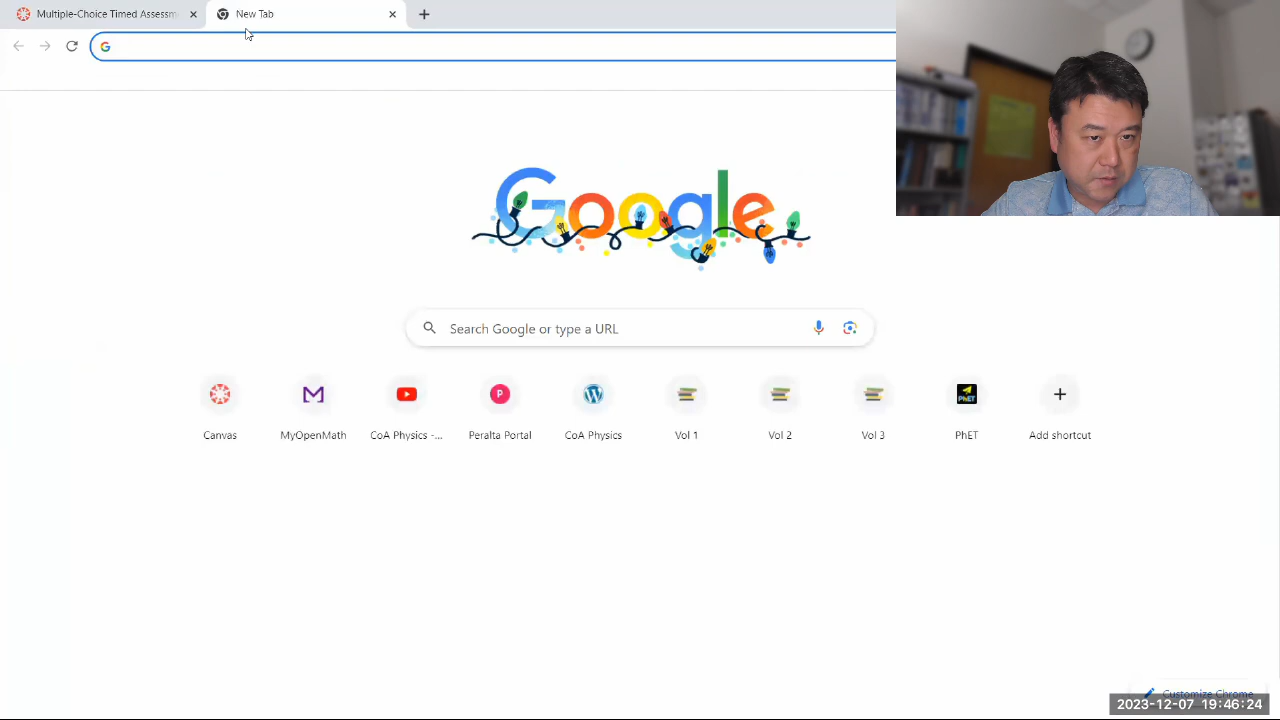 Multiple-Choice Timed Assessm
New Tab
Google
Search Google or type a URL
Canvas
MyOpenMath
CoA Physics -...
Peralta Portal
CoA Physics
Vol 1
Vol 2
Vol 3
PhET
Add shortcut
Customize Chrome
2023-12-07 19:46:24